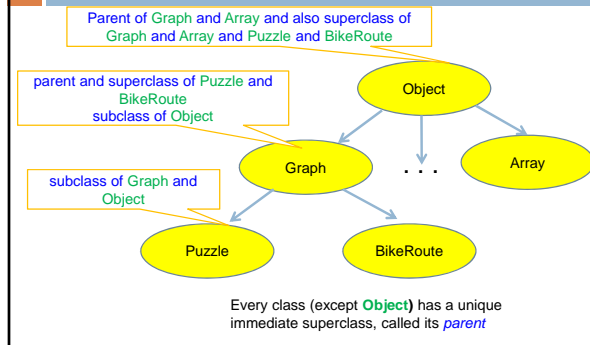 Parent of Graph and Array and also superclass of
Graph and Array and Puzzle and BikeRoute
parent and superclass of Puzzle and
BikeRoute
subclass of Object
Object
Graph
. . .
Array
subclass of Graph and
Object
Puzzle
BikeRoute
Every class (except Object) has a unique
immediate superclass, called its parent